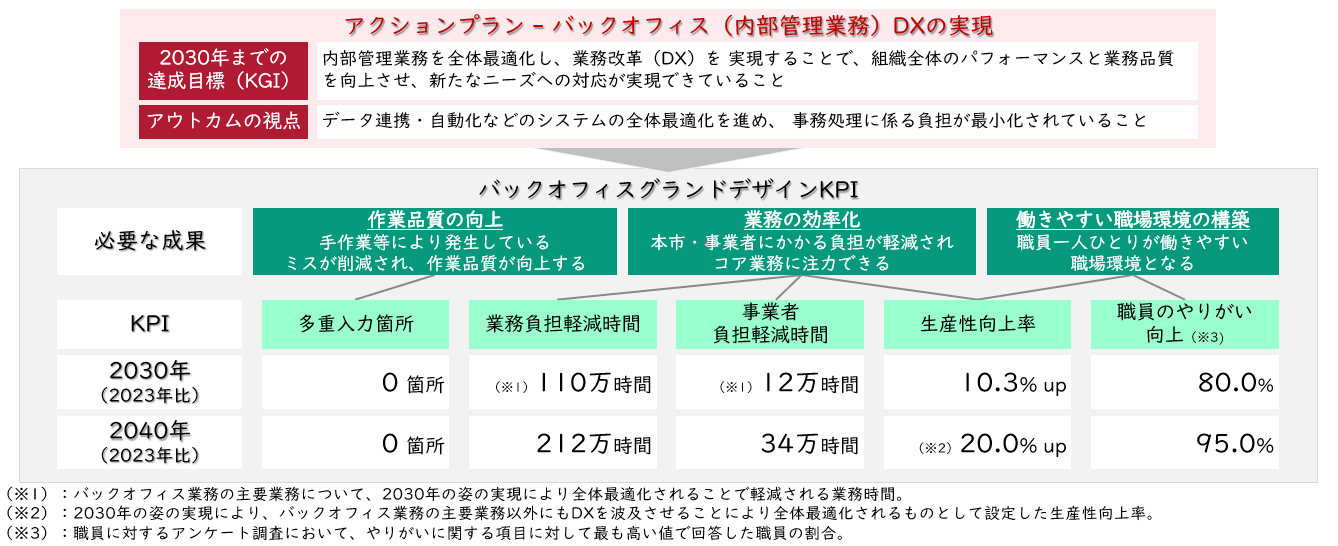 アクションプラン – バックオフィス（内部管理業務）DXの実現
2030年までの
達成目標（KGI）
内部管理業務を全体最適化し、業務改革（DX）を 実現することで、組織全体のパフォーマンスと業務品質
を向上させ、新たなニーズへの対応が実現できていること
アウトカムの視点
データ連携・自動化などのシステムの全体最適化を進め、 事務処理に係る負担が最小化されていること
バックオフィスグランドデザインKPI
必要な成果
作業品質の向上
手作業等により発生している
ミスが削減され、作業品質が向上する
業務の効率化
本市・事業者にかかる負担が軽減され
コア業務に注力できる
働きやすい職場環境の構築
職員一人ひとりが働きやすい
職場環境となる
KPI
多重入力箇所
業務負担軽減時間
事業者
負担軽減時間
生産性向上率
職員のやりがい
向上（※3）
2030年
（2023年比）
0 箇所
（※1）110万時間
（※1）12万時間
10.3% up
80.0%
2040年
（2023年比）
0 箇所
212万時間
34万時間
（※2）20.0% up
95.0%
（※1）：バックオフィス業務の主要業務について、2030年の姿の実現により全体最適化されることで軽減される業務時間。
（※2）：2030年の姿の実現により、バックオフィス業務の主要業務以外にもDXを波及させることにより全体最適化されるものとして設定した生産性向上率。
（※3）：職員に対するアンケート調査において、やりがいに関する項目に対して最も高い値で回答した職員の割合。